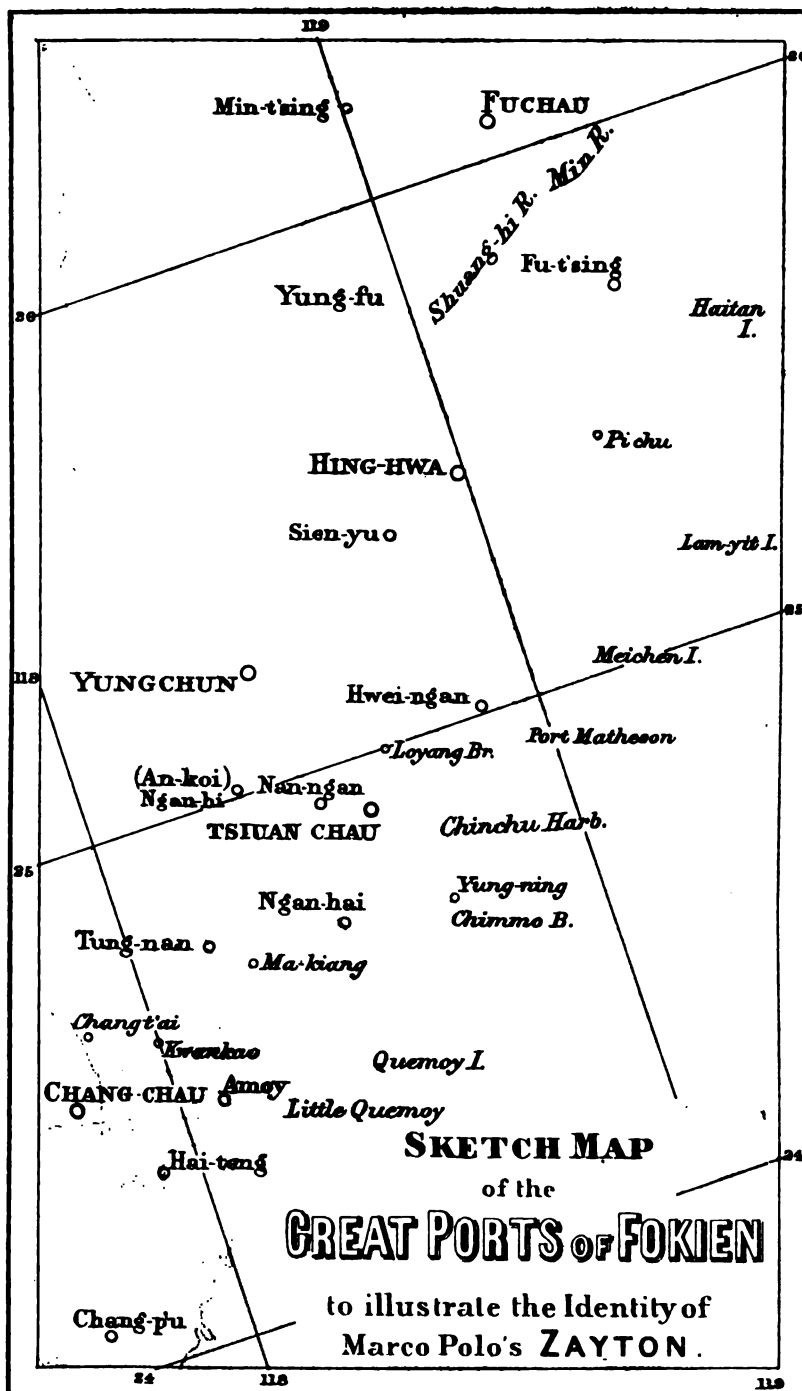 119
26
Min-t'sing
FUCHAU
Min R.
Shuang-hi R.
Fu-t'sing
Yung-fu
Haitan
I.
26
Pi chu
HING-HWA
Sien-yu
Lam-yit I.
25
Meichen I.
118
YUNGCHUN
Hwei-ngan
Port Matheson
Loyang Br.
(An-koi)
Ngan-hi
Nan-ngan
TSIUAN CHAU
Chinchu Harb.
25
Yung-ning
Ngan-hai
Chimmo B.
Tung-nan
Ma-kiang
Changt'ai
Kwankao
Quemoy I.
CHANG-CHAU
Amoy
Little Quemoy
Hai-teng
SKETCH MAP
of the
GREAT PORTS OF FOKIEN
to illustrate the Identity of
Marco Polo's ZAYTON.
24
Chang-p'u
24
118
119